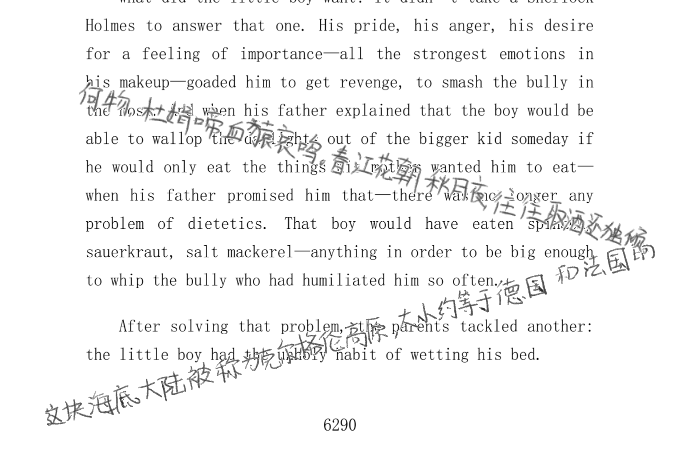 what did the little boy want? It didn't take a Sherlock
Holmes to answer that one. His pride, his anger, his desire
for a feeling of importance—all the strongest emotions in
his makeup—goaded him to get revenge, to smash the bully in
the nose. And when his father explained that the boy would be
able to wallop the daylights out of the bigger kid someday if
he would only eat the things his mother wanted him to eat—
when his father promised him that—there was no longer any
problem of dietetics. That boy would have eaten spinach,
sauerkraut, salt mackerel—anything in order to be big enough
to whip the bully who had humiliated him so often.
何物,杜鹃啼血猿哀鸣。春江花朝秋月夜,往往取酒还独倾
After solving that problem, the parents tackled another:
the little boy had the unholy habit of wetting his bed.
这块海底大陆被称为克尔格伦高原,大小约等于德国和法国
6290